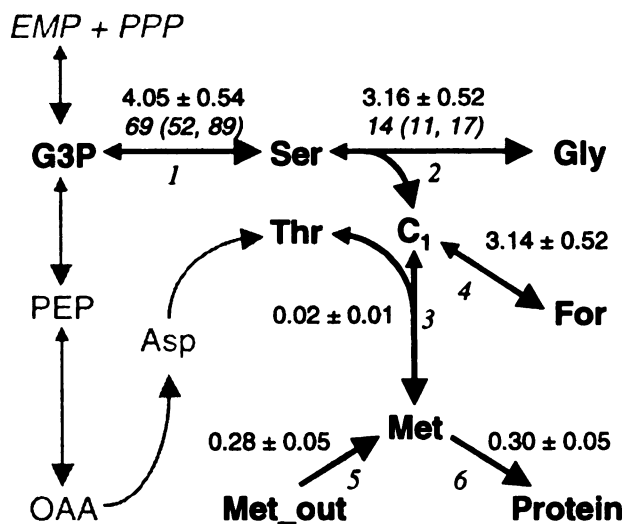 EMP + PPP
4.05 ± 0.54
3.16 ± 0.52
69 (52, 89)
14 (11, 17)
G3P
Ser
Gly
1
2
Thr
C₁
3.14 ± 0.52
4
PEP
Asp
0.02 ± 0.01
3
For
Met
0.28 ± 0.05
0.30 ± 0.05
5
6
OAA
Met_out
Protein